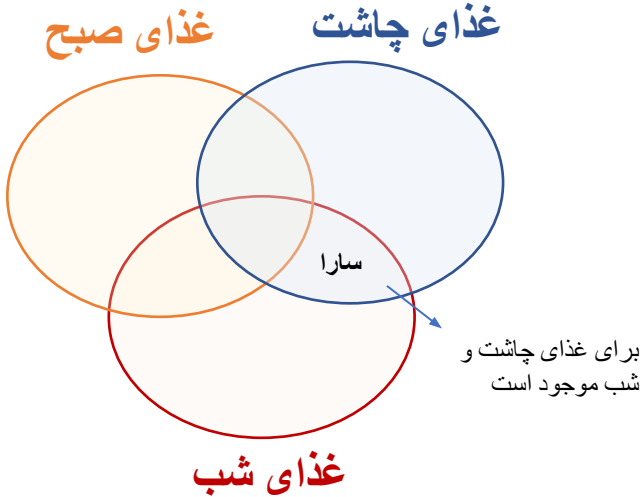 غذای چاشت
غذای صبح
سارا
برای غذای چاشت و
شب موجود است
غذای شب